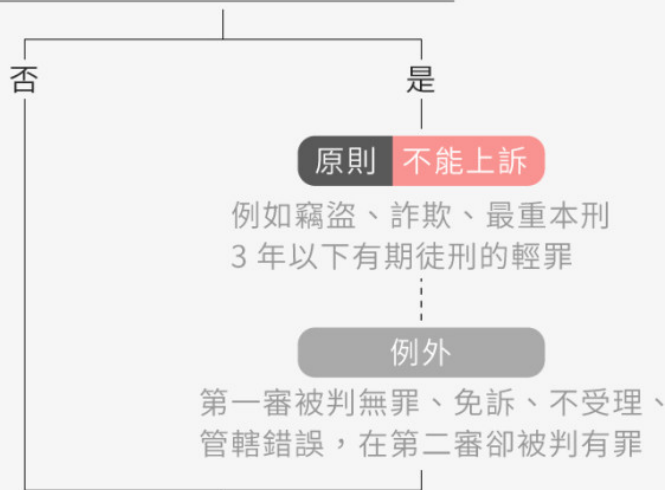 否
是
原則 不能上訴
例如竊盜、詐欺、最重本刑
3 年以下有期徒刑的輕罪
例外
第一審被判無罪、免訴、不受理、
管轄錯誤，在第二審卻被判有罪